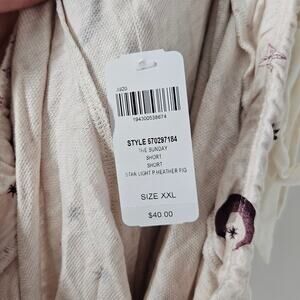 194300538674
STYLE 570297184
THE SUNDAY
SHORT
SHORT
STAR LIGHT P HEATHER FIG
SIZE XXL
$40.00